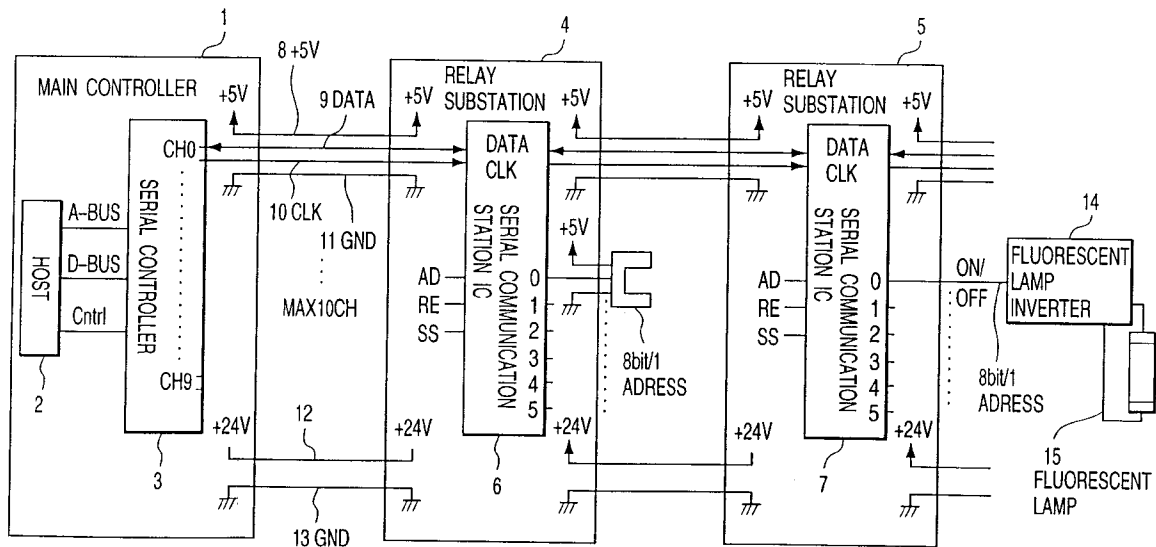 1
MAIN CONTROLLER
+5V
CH0
CH9
SERIAL CONTROLLER
HOST
A-BUS
D-BUS
Cntrl
2
3
+24V
8 +5V
9 DATA
10 CLK
11 GND
MAX10CH
12
13 GND
4
RELAY
SUBSTATION
+5V
+5V
DATA
CLK
SERIAL COMMUNICATION
STATION IC
AD
RE
SS
0
1
2
3
4
5
+5V
8bit/1
ADRESS
+24V
+24V
6
5
RELAY
SUBSTATION
+5V
+5V
DATA
CLK
SERIAL COMMUNICATION
STATION IC
AD
RE
SS
0
1
2
3
4
5
+24V
+24V
7
ON/
OFF
8bit/1
ADRESS
14
FLUORESCENT
LAMP
INVERTER
15
FLUORESCENT
LAMP